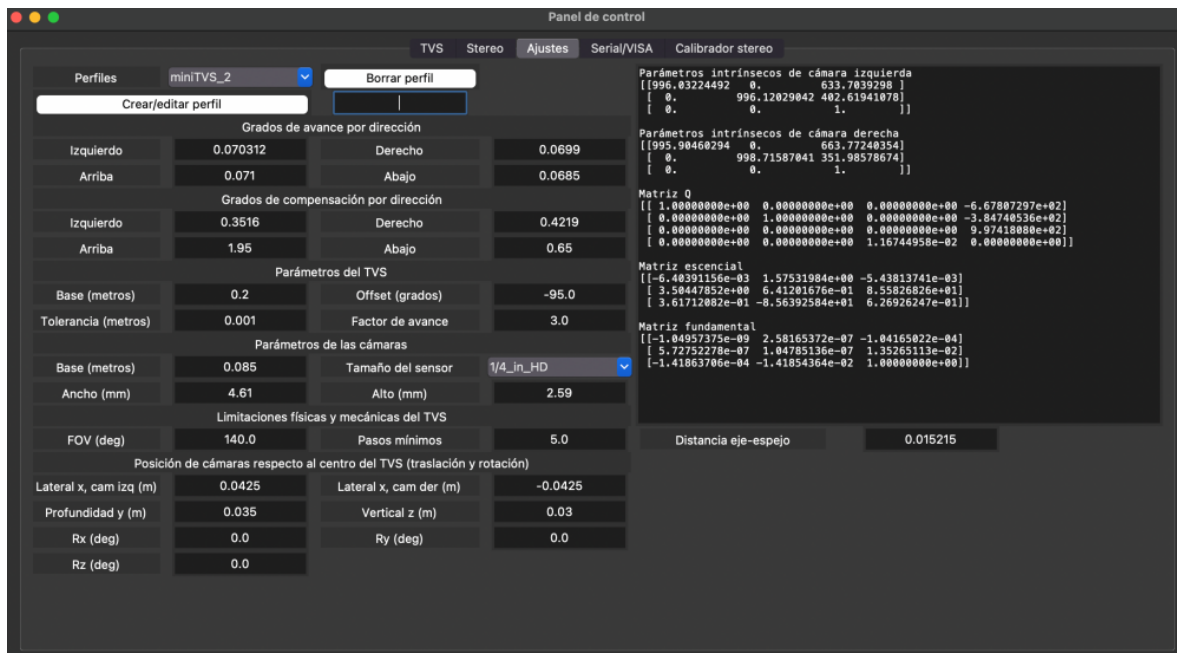 Panel de control
TVS Stereo Ajustes Serial/VISA Calibrador stereo
Perfiles miniTVS_2 Borrar perfil
Crear/editar perfil
Grados de avance por dirección
Izquierdo 0.070312 Derecho 0.0699
Arriba 0.071 Abajo 0.0685
Grados de compensación por dirección
Izquierdo 0.3516 Derecho 0.4219
Arriba 1.95 Abajo 0.65
Parámetros del TVS
Base (metros) 0.2 Offset (grados) -95.0
Tolerancia (metros) 0.001 Factor de avance 3.0
Parámetros de las cámaras
Base (metros) 0.085 Tamaño del sensor 1/4_in_HD
Ancho (mm) 4.61 Alto (mm) 2.59
Limitaciones físicas y mecánicas del TVS
FOV (deg) 140.0 Pasos mínimos 5.0
Posición de cámaras respecto al centro del TVS (traslación y rotación)
Lateral x, cam izq (m) 0.0425 Lateral x, cam der (m) -0.0425
Profundidad y (m) 0.035 Vertical z (m) 0.03
Rx (deg) 0.0 Ry (deg) 0.0
Rz (deg) 0.0
Parámetros intrínsecos de cámara izquierda
[[996.03224492 0. 633.7039298 ]
[ 0. 996.12029042 402.61941078]
[ 0. 0. 1. ]]
Parámetros intrínsecos de cámara derecha
[[995.90460294 0. 663.77240354]
[ 0. 998.71587041 351.98578674]
[ 0. 0. 1. ]]
Matriz Q
[[ 1.00000000e+00 0.00000000e+00 0.00000000e+00 -6.67807297e+02]
[ 0.00000000e+00 1.00000000e+00 0.00000000e+00 -3.84740536e+02]
[ 0.00000000e+00 0.00000000e+00 0.00000000e+00 9.97418080e+02]
[ 0.00000000e+00 0.00000000e+00 1.16744958e-02 0.00000000e+00]]
Matriz escencial
[[-6.40391156e-03 1.57531984e+00 -5.43813741e-03]
[ 3.50447852e+00 6.41201676e-01 8.55826826e+01]
[ 3.61712082e-01 -8.56392584e+01 6.26926247e-01]]
Matriz fundamental
[[-1.04957375e-09 2.58165372e-07 -1.04165022e-04]
[ 5.72752278e-07 1.04785136e-07 1.35265113e-02]
[-1.41863706e-04 -1.41854364e-02 1.00000000e+00]]
Distancia eje-espejo 0.015215